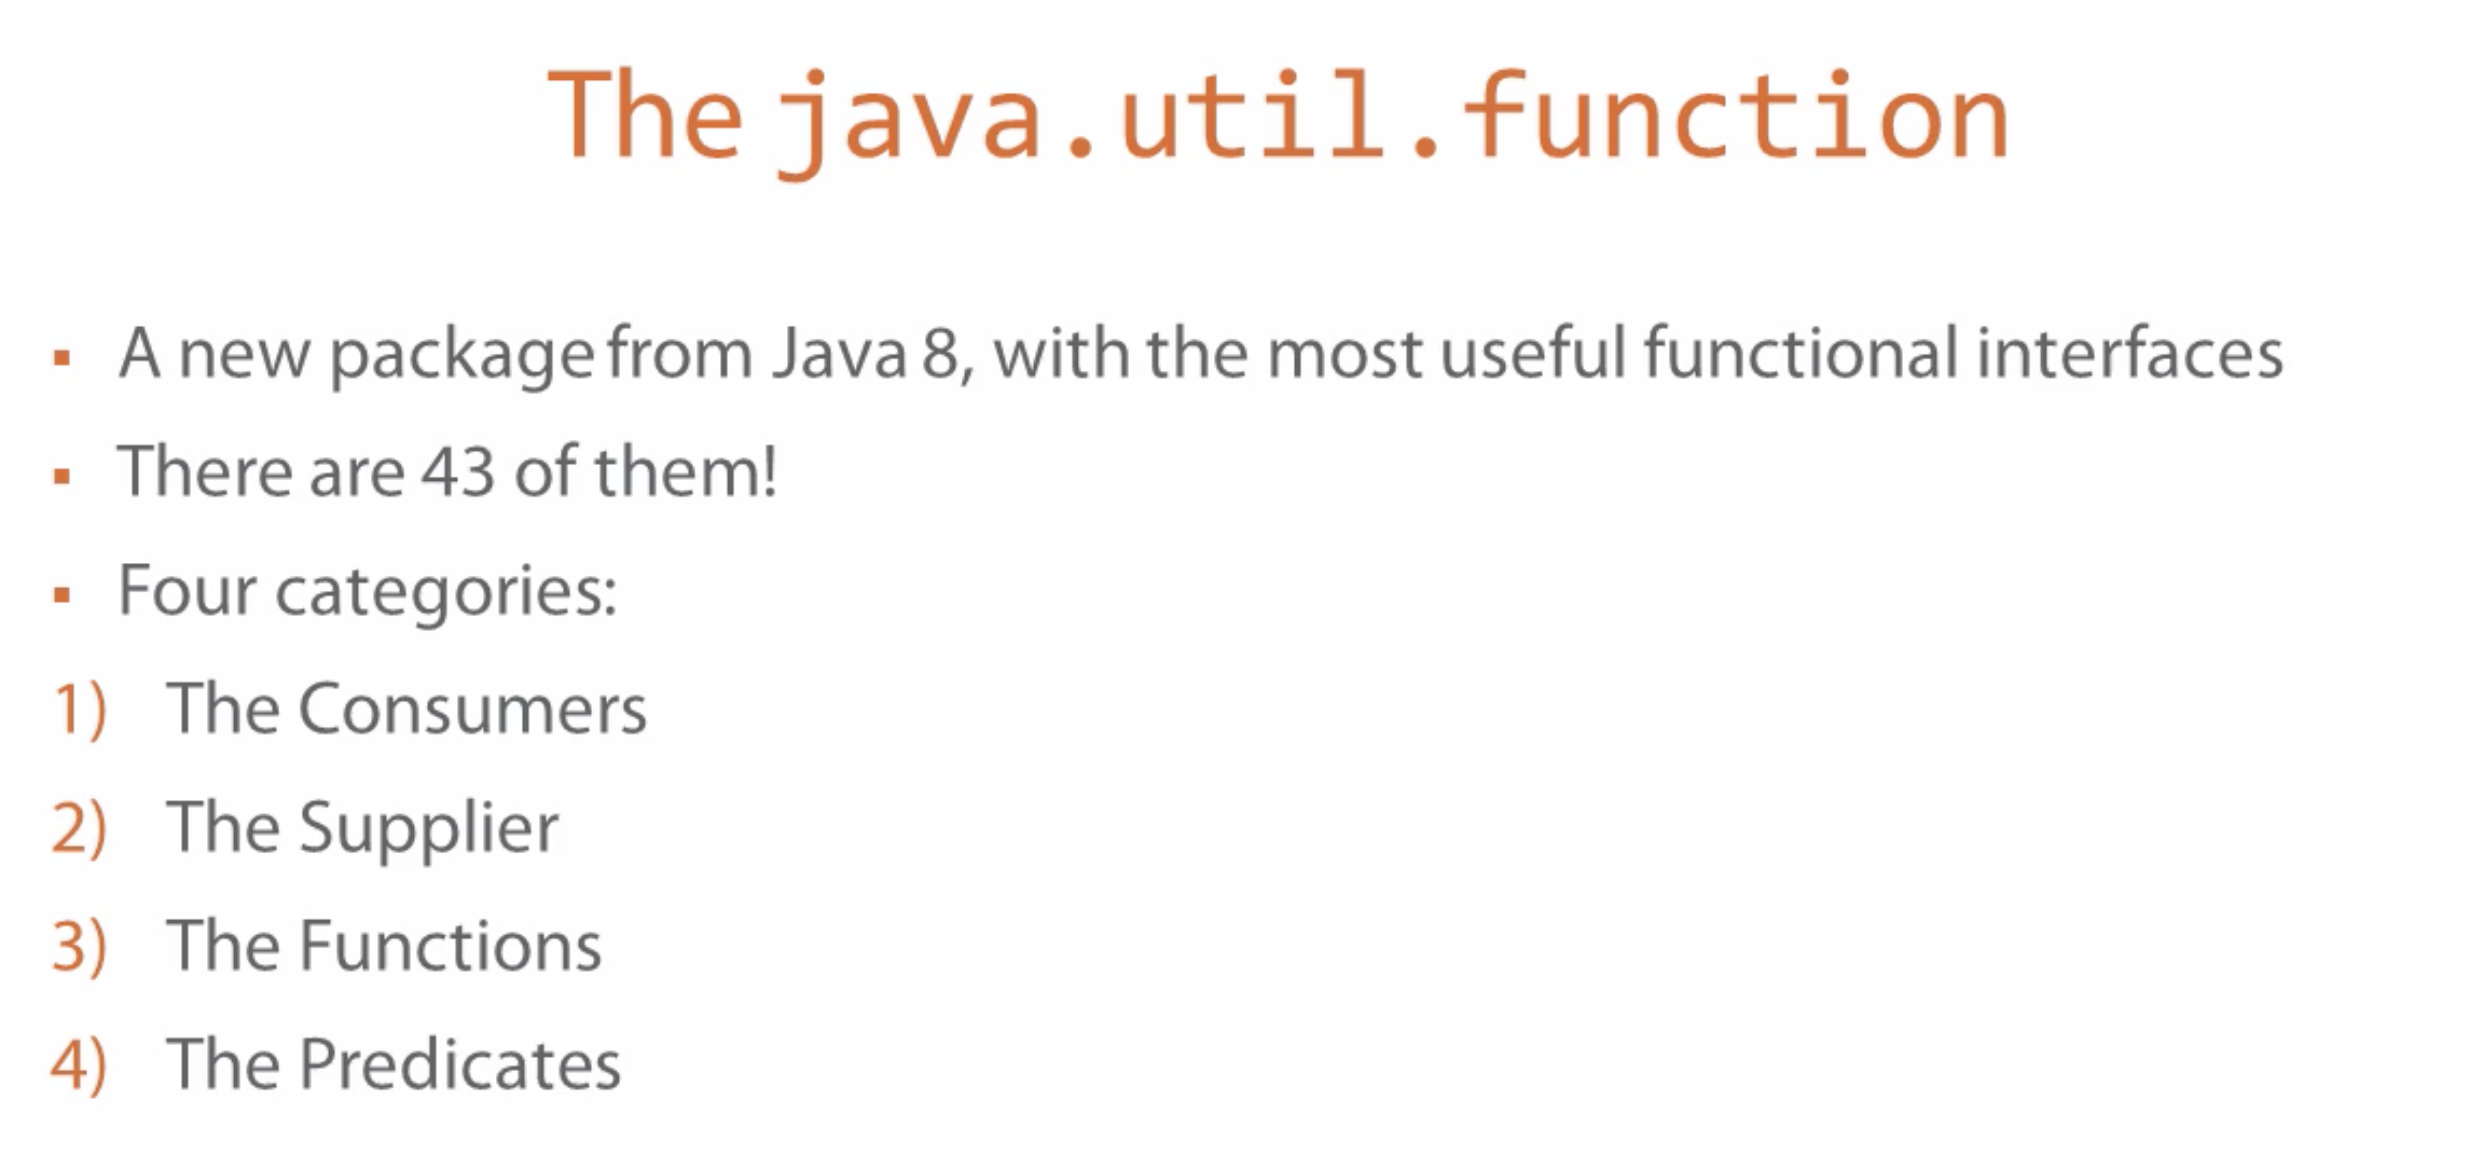 The java.util.function
▪ A new package from Java 8, with the most useful functional interfaces
▪ There are 43 of them!
▪ Four categories:
1) The Consumers
2) The Supplier
3) The Functions
4) The Predicates